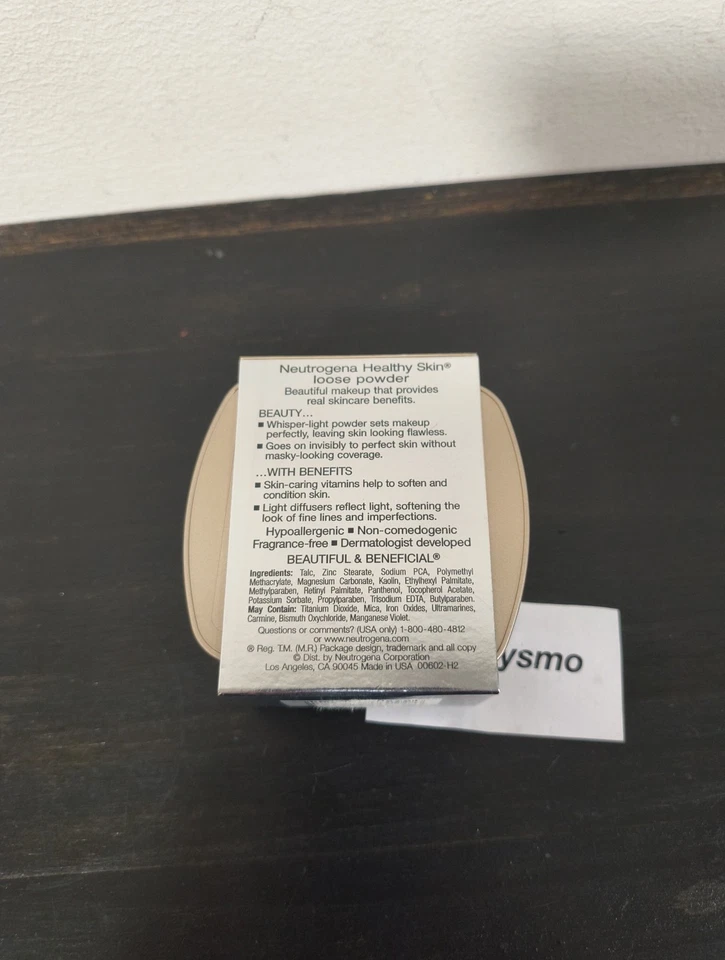 Neutrogena Healthy Skin®
loose powder
Beautiful makeup that provides
real skincare benefits.
BEAUTY...
■ Whisper-light powder sets makeup
perfectly, leaving skin looking flawless.
■ Goes on invisibly to perfect skin without
masky-looking coverage.
...WITH BENEFITS
■ Skin-caring vitamins help to soften and
condition skin.
■ Light diffusers reflect light, softening the
look of fine lines and imperfections.
Hypoallergenic ■ Non-comedogenic
Fragrance-free ■ Dermatologist developed
BEAUTIFUL & BENEFICIAL®
Ingredients: Talc, Zinc Stearate, Sodium PCA, Polymethyl
Methacrylate, Magnesium Carbonate, Kaolin, Ethylhexyl Palmitate,
Methylparaben, Retinyl Palmitate, Panthenol, Tocopherol Acetate,
Potassium Sorbate, Propylparaben, Trisodium EDTA, Butylparaben.
May Contain: Titanium Dioxide, Mica, Iron Oxides, Ultramarines,
Carmine, Bismuth Oxychloride, Manganese Violet.
Questions or comments? (USA only) 1-800-480-4812
or www.neutrogena.com
® Reg. T.M. (M.R.) Package design, trademark and all copy
© Dist. by Neutrogena Corporation
Los Angeles, CA 90045 Made in USA 00602-H2
ysmo